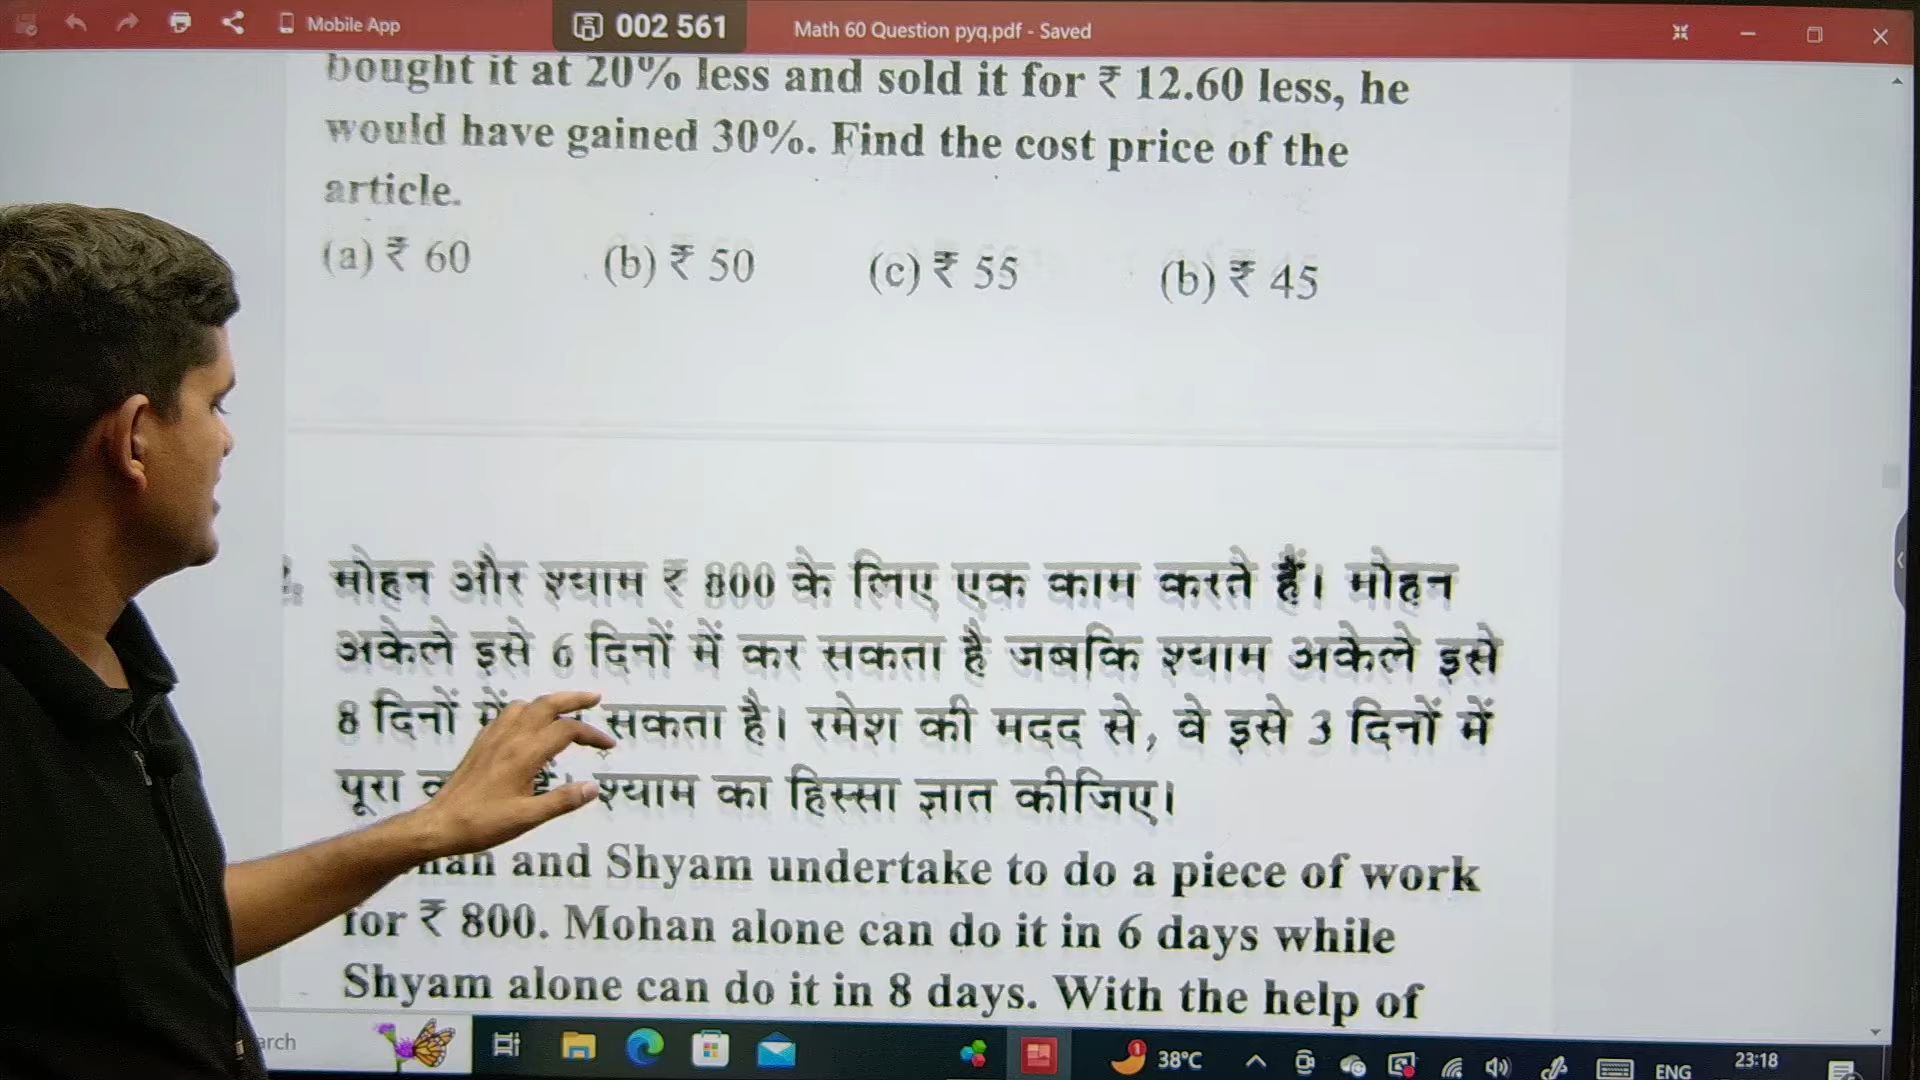 Mobile App
002 561
Math 60 Question pyq.pdf - Saved
bought it at 20% less and sold it for ₹ 12.60 less, he
would have gained 30%. Find the cost price of the
article.
(a) ₹ 60 (b) ₹ 50 (c) ₹ 55 (b) ₹ 45
मोहन और श्याम ₹ 800 के लिए एक काम करते हैं। मोहन
अकेले इसे 6 दिनों में कर सकता है जबकि श्याम अकेले इसे
8 दिनों में सकता है। रमेश की मदद से, वे इसे 3 दिनों में
पूरा श्याम का हिस्सा ज्ञात कीजिए।
and Shyam undertake to do a piece of work
for ₹ 800. Mohan alone can do it in 6 days while
Shyam alone can do it in 8 days. With the help of
38°C
ENG
23:18